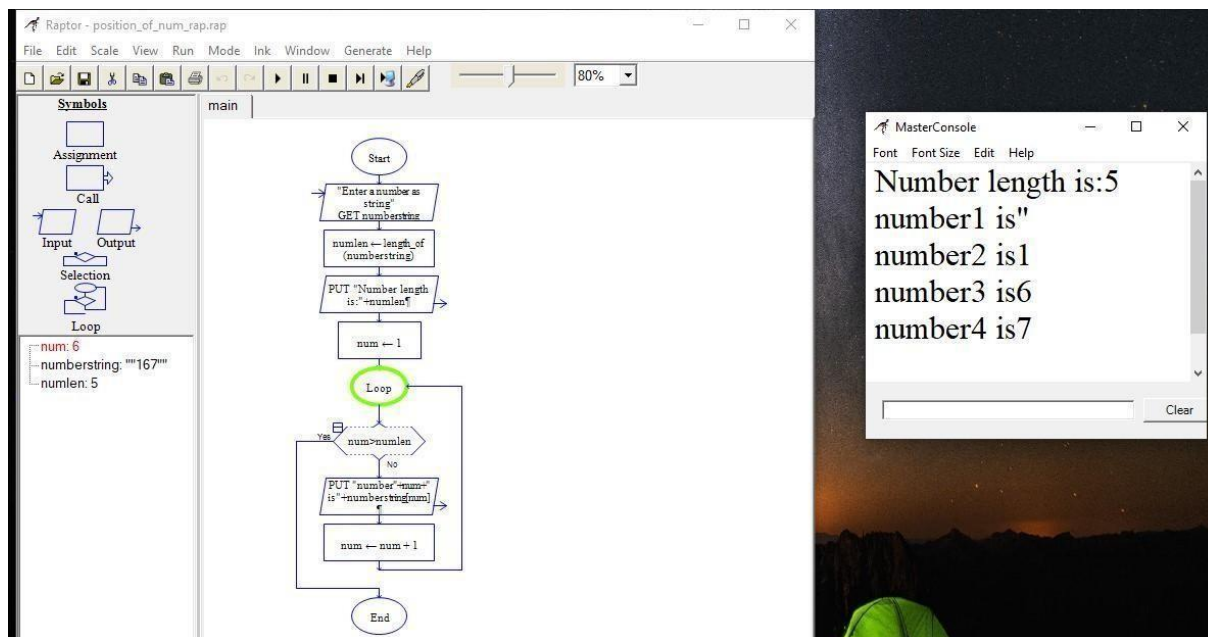 Raptor - position_of_num_rap.rap
File Edit Scale View Run Mode Ink Window Generate Help
80%
Symbols
Assignment
Call
Input Output
Selection
Loop
num: 6
numberstring: ""167""
numlen: 5
main
Start
"Enter a number as
string"
GET numberstring
numlen ← length_of
(numberstring)
PUT "Number length
is:"+numlen¶
num ← 1
Loop
Yes
num>numlen
No
PUT "number"+num+"
is"+numberstring[num]
¶
num ← num + 1
End
MasterConsole
Font Font Size Edit Help
Number length is:5
number1 is"
number2 is1
number3 is6
number4 is7
Clear